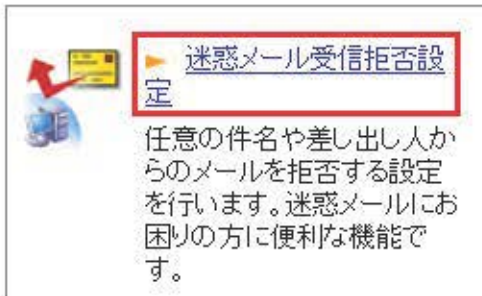 ► 迷惑メール受信拒否設
定
任意の件名や差し出し人か
らのメールを拒否する設定
を行います。迷惑メールにお
困りの方に便利な機能で
す。